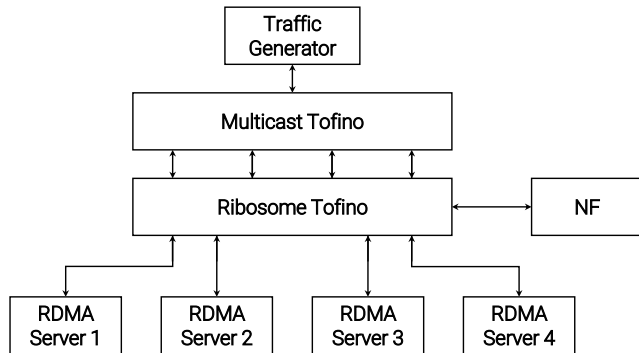 Traffic
Generator
Multicast Tofino
Ribosome Tofino
NF
RDMA
Server 1
RDMA
Server 2
RDMA
Server 3
RDMA
Server 4